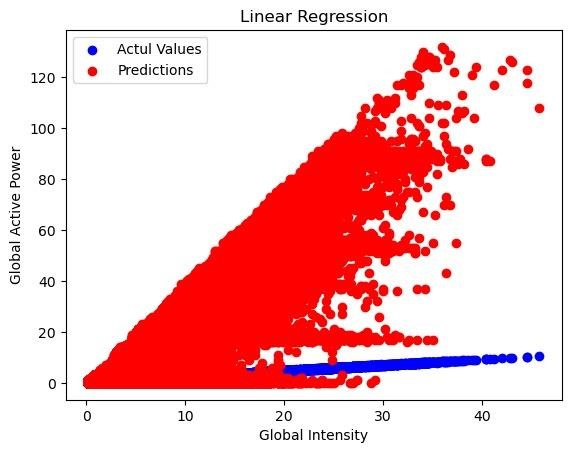 Linear Regression
Actul Values
Predictions
120
100
80
60
40
20
0
Global Active Power
0 10 20 30 40
Global Intensity